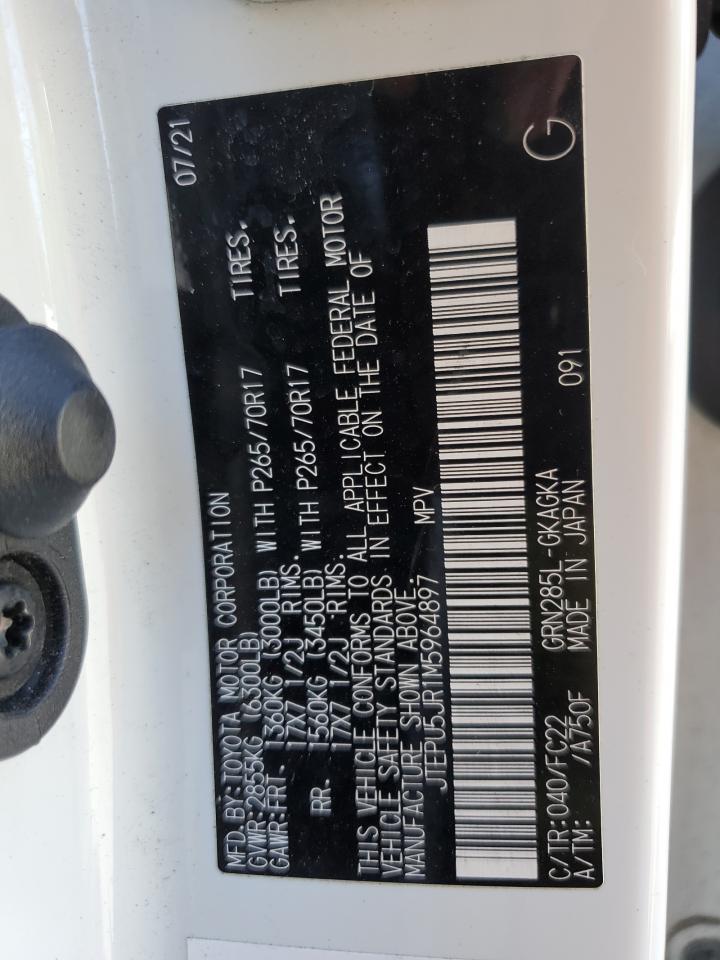 MFD.BY:TOYOTA MOTOR CORPORATION 07/21
GVWR:2855KG (6300LB)
GAWR:FRT. 1360KG (3000LB) WITH P265/70R17 TIRES.
17X7 1/2J RIMS.
RR. 1560KG (3450LB) WITH P265/70R17 TIRES.
17X7 1/2J RIMS.
THIS VEHICLE CONFORMS TO ALL APPLICABLE FEDERAL MOTOR
VEHICLE SAFETY STANDARDS IN EFFECT ON THE DATE OF
MANUFACTURE SHOWN ABOVE.
JTEPU5JR1M5964897 MPV
C/TR:040/FC22 GRN285L-GKAGKA 091 G
A/TM: /A750F MADE IN JAPAN